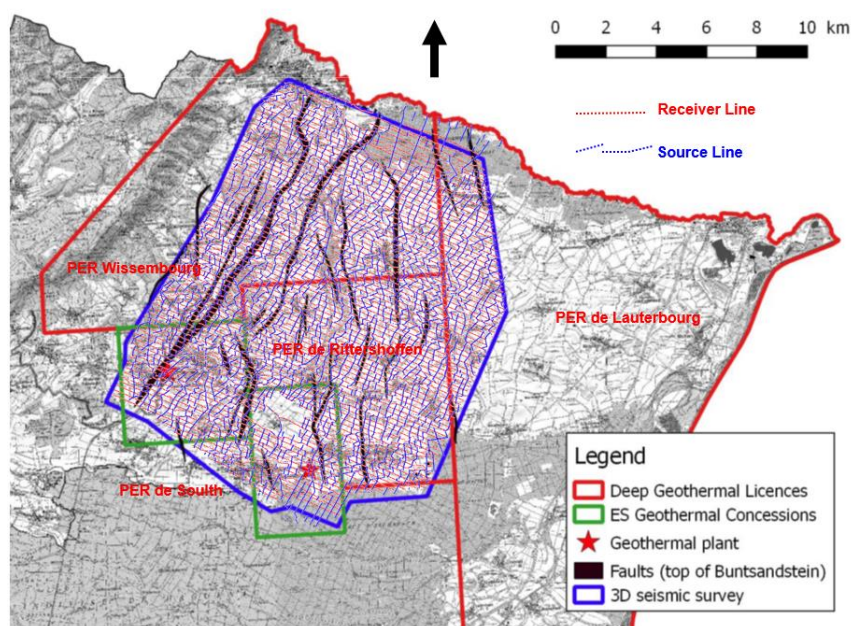 0 2 4 6 8 10 km
Receiver Line
Source Line
PER Wissembourg
PER de Lauterbourg
PER de Rittershoffen
PER de Soulth
Legend
Deep Geothermal Licences
ES Geothermal Concessions
Geothermal plant
Faults (top of Buntsandstein)
3D seismic survey